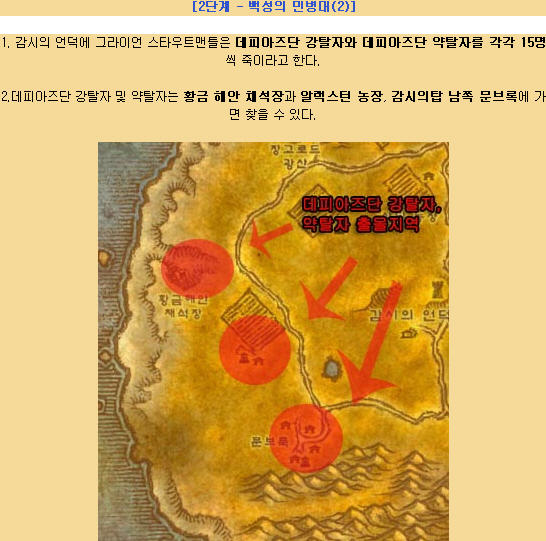 [2단계 - 백성의 민병대(2)]
1. 감시의 언덕에 그라이언 스타우트맨틀은 데피아즈단 강탈자와 데피아즈단 약탈자를 각각 15명
씩 죽이라고 한다.
2.데피아즈단 강탈자 및 약탈자는 황금 해안 채석장과 알렉스턴 농장, 감시의탑 남쪽 문브룩에 가
면 찾을 수 있다.
장그로드
광산
데피아즈단 강탈자,
약탈자 출몰지역
황금해안
채석장
감시의 언덕
문브룩